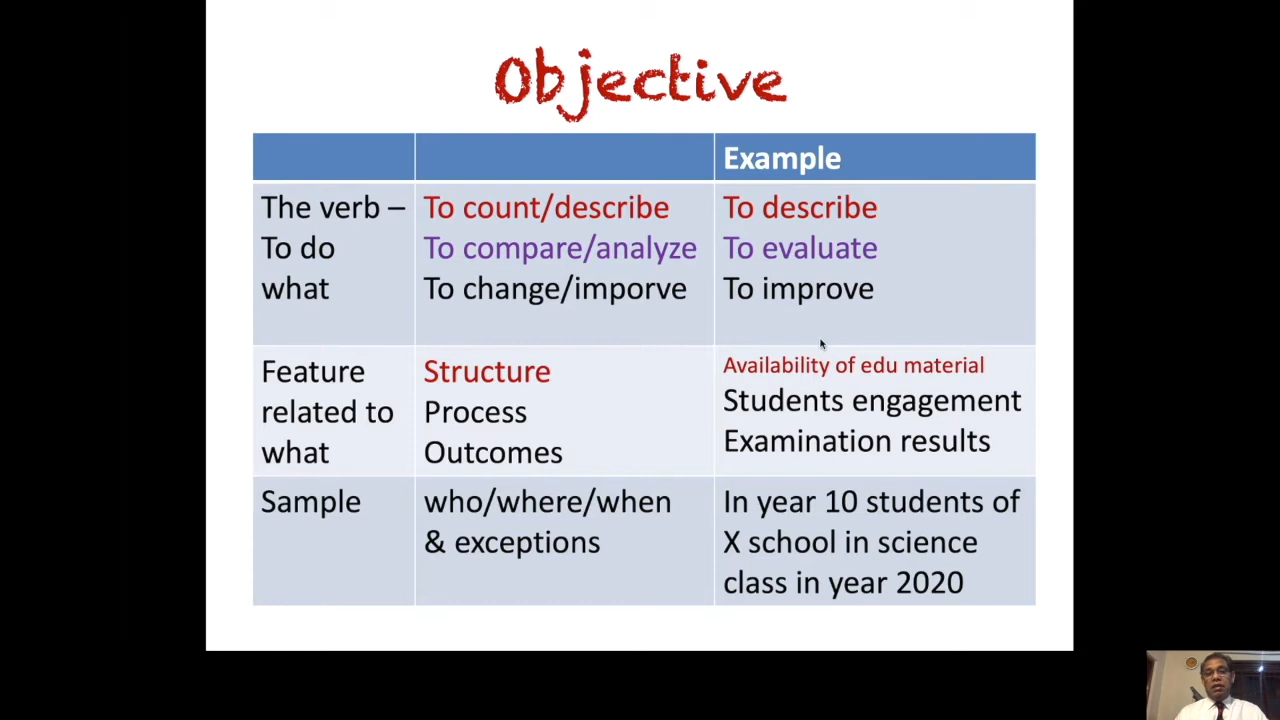 Objective
Example
The verb –
To do
what
To count/describe
To compare/analyze
To change/imporve
To describe
To evaluate
To improve
Feature
related to
what
Structure
Process
Outcomes
Availability of edu material
Students engagement
Examination results
Sample
who/where/when
& exceptions
In year 10 students of
X school in science
class in year 2020